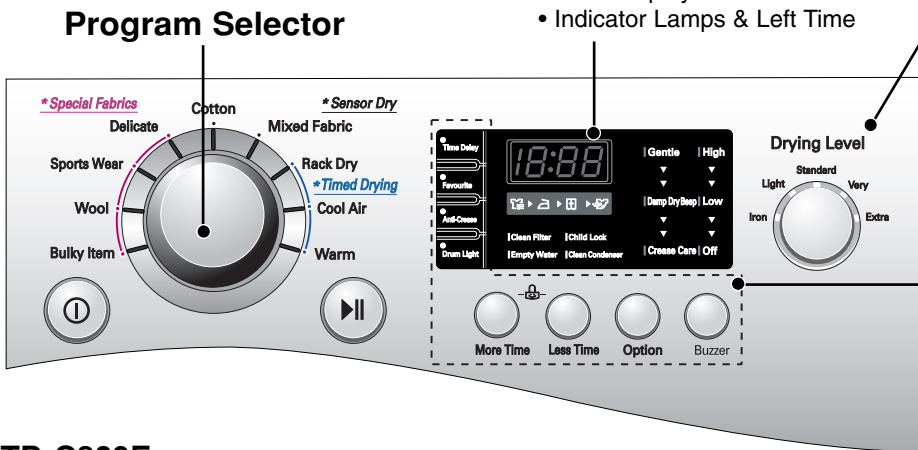 Program Selector
• Indicator Lamps & Left Time
* Special Fabrics
Cotton
* Sensor Dry
Delicate
Mixed Fabric
Sports Wear
Rack Dry
* Timed Drying
Wool
Cool Air
Bulky Item
Warm
Time Delay
Favourite
Anti-Crease
Drum Light
18:88
Gentle
High
Damp Dry Beep
Low
Crease Care
Off
Clean Filter
Child Lock
Empty Water
Clean Condenser
More Time
Less Time
Option
Buzzer
Drying Level
Standard
Light
Very
Iron
Extra